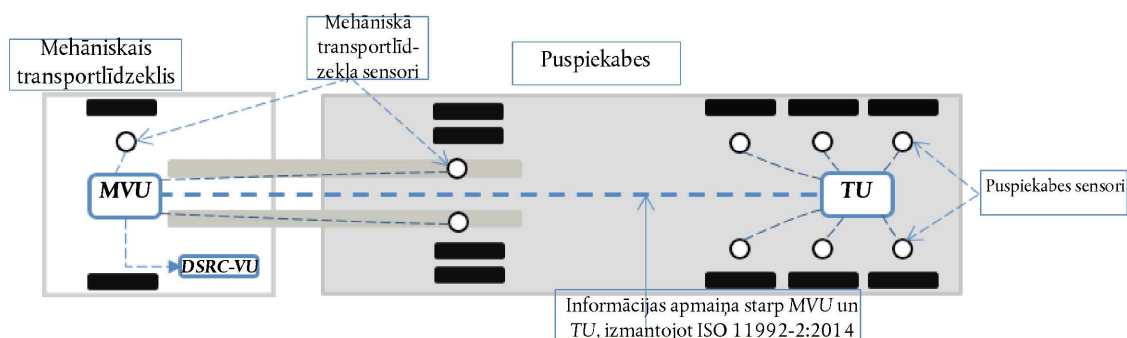 Mehāniskais
transportlīdzeklis
Mehāniskā
transportlīd-
zekļa sensori
Puspiekabes
MVU
TU
Puspiekabes sensori
DSRC-VU
Informācijas apmaiņa starp MVU un
TU, izmantojot ISO 11992-2:2014